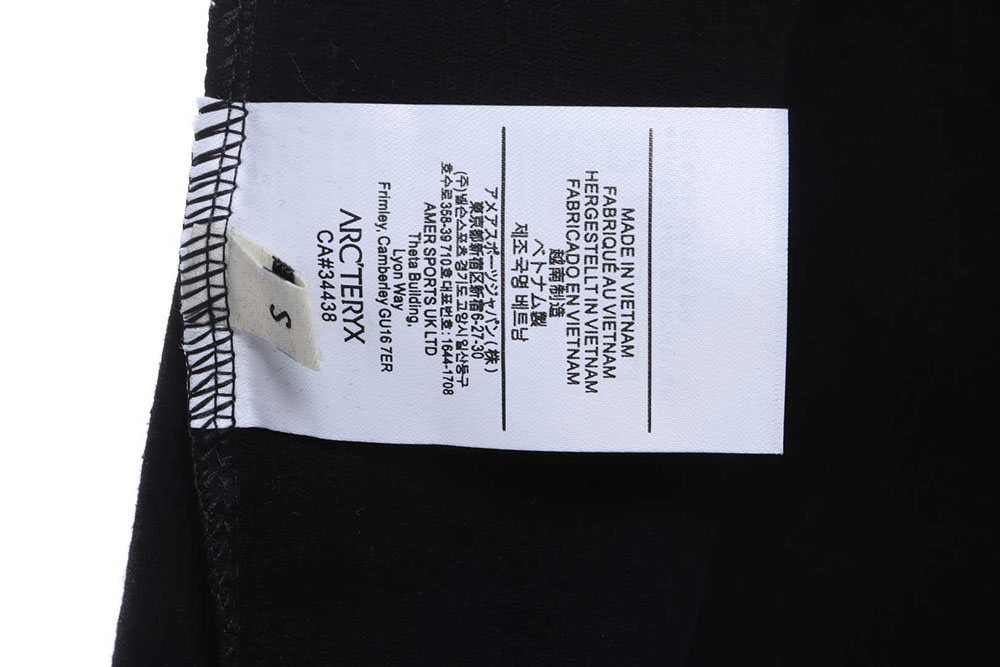 S
ARC'TERYX
CA#34438
Frimley, Camberley GU16 7ER
Lyon Way
Theta Building,
AMER SPORTS UK LTD
호수로 358-39 710호 대표번호 : 1644-1708
(주)넬슨스포츠 경기도 고양시 일산동구
東京都新宿区新宿6-27-30
アメアスポーツジャパン(株)
제조국명 베트남
ベトナム製
越南制造
FABRICADO EN VIETNAM
HERGESTELLT IN VIETNAM
FABRIQUÉ AU VIETNAM
MADE IN VIETNAM